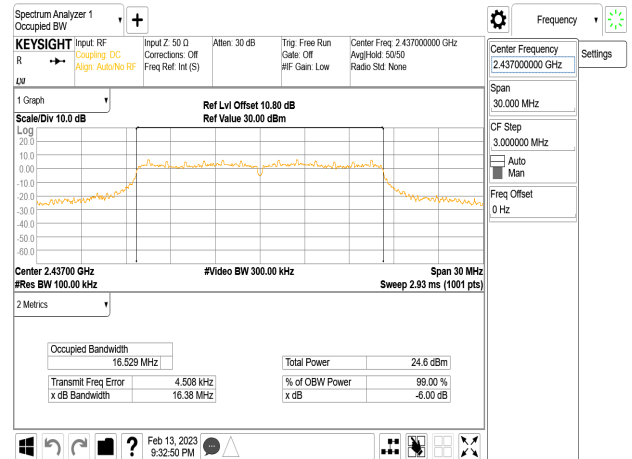 Spectrum Analyzer 1
Occupied BW
Frequency
KEYSIGHT
R
LXI
Input: RF
Coupling: DC
Align: Auto/No RF
Input Z: 50 Ω
Corrections: Off
Freq Ref: Int (S)
Atten: 30 dB
Trig: Free Run
Gate: Off
#IF Gain: Low
Center Freq: 2.437000000 GHz
Avg|Hold: 50/50
Radio Std: None
Center Frequency
2.437000000 GHz
Settings
Span
30.000 MHz
CF Step
3.000000 MHz
Auto
Man
Freq Offset
0 Hz
1 Graph
Scale/Div 10.0 dB
Ref Lvl Offset 10.80 dB
Ref Value 30.00 dBm
Log
20.0
10.0
0.00
-10.0
-20.0
-30.0
-40.0
-50.0
-60.0
Center 2.43700 GHz
#Video BW 300.00 kHz
Span 30 MHz
#Res BW 100.00 kHz
Sweep 2.93 ms (1001 pts)
2 Metrics
Occupied Bandwidth
16.529 MHz
Total Power 24.6 dBm
Transmit Freq Error 4.508 kHz
% of OBW Power 99.00 %
x dB Bandwidth 16.38 MHz
x dB -6.00 dB
?
Feb 13, 2023
9:32:50 PM